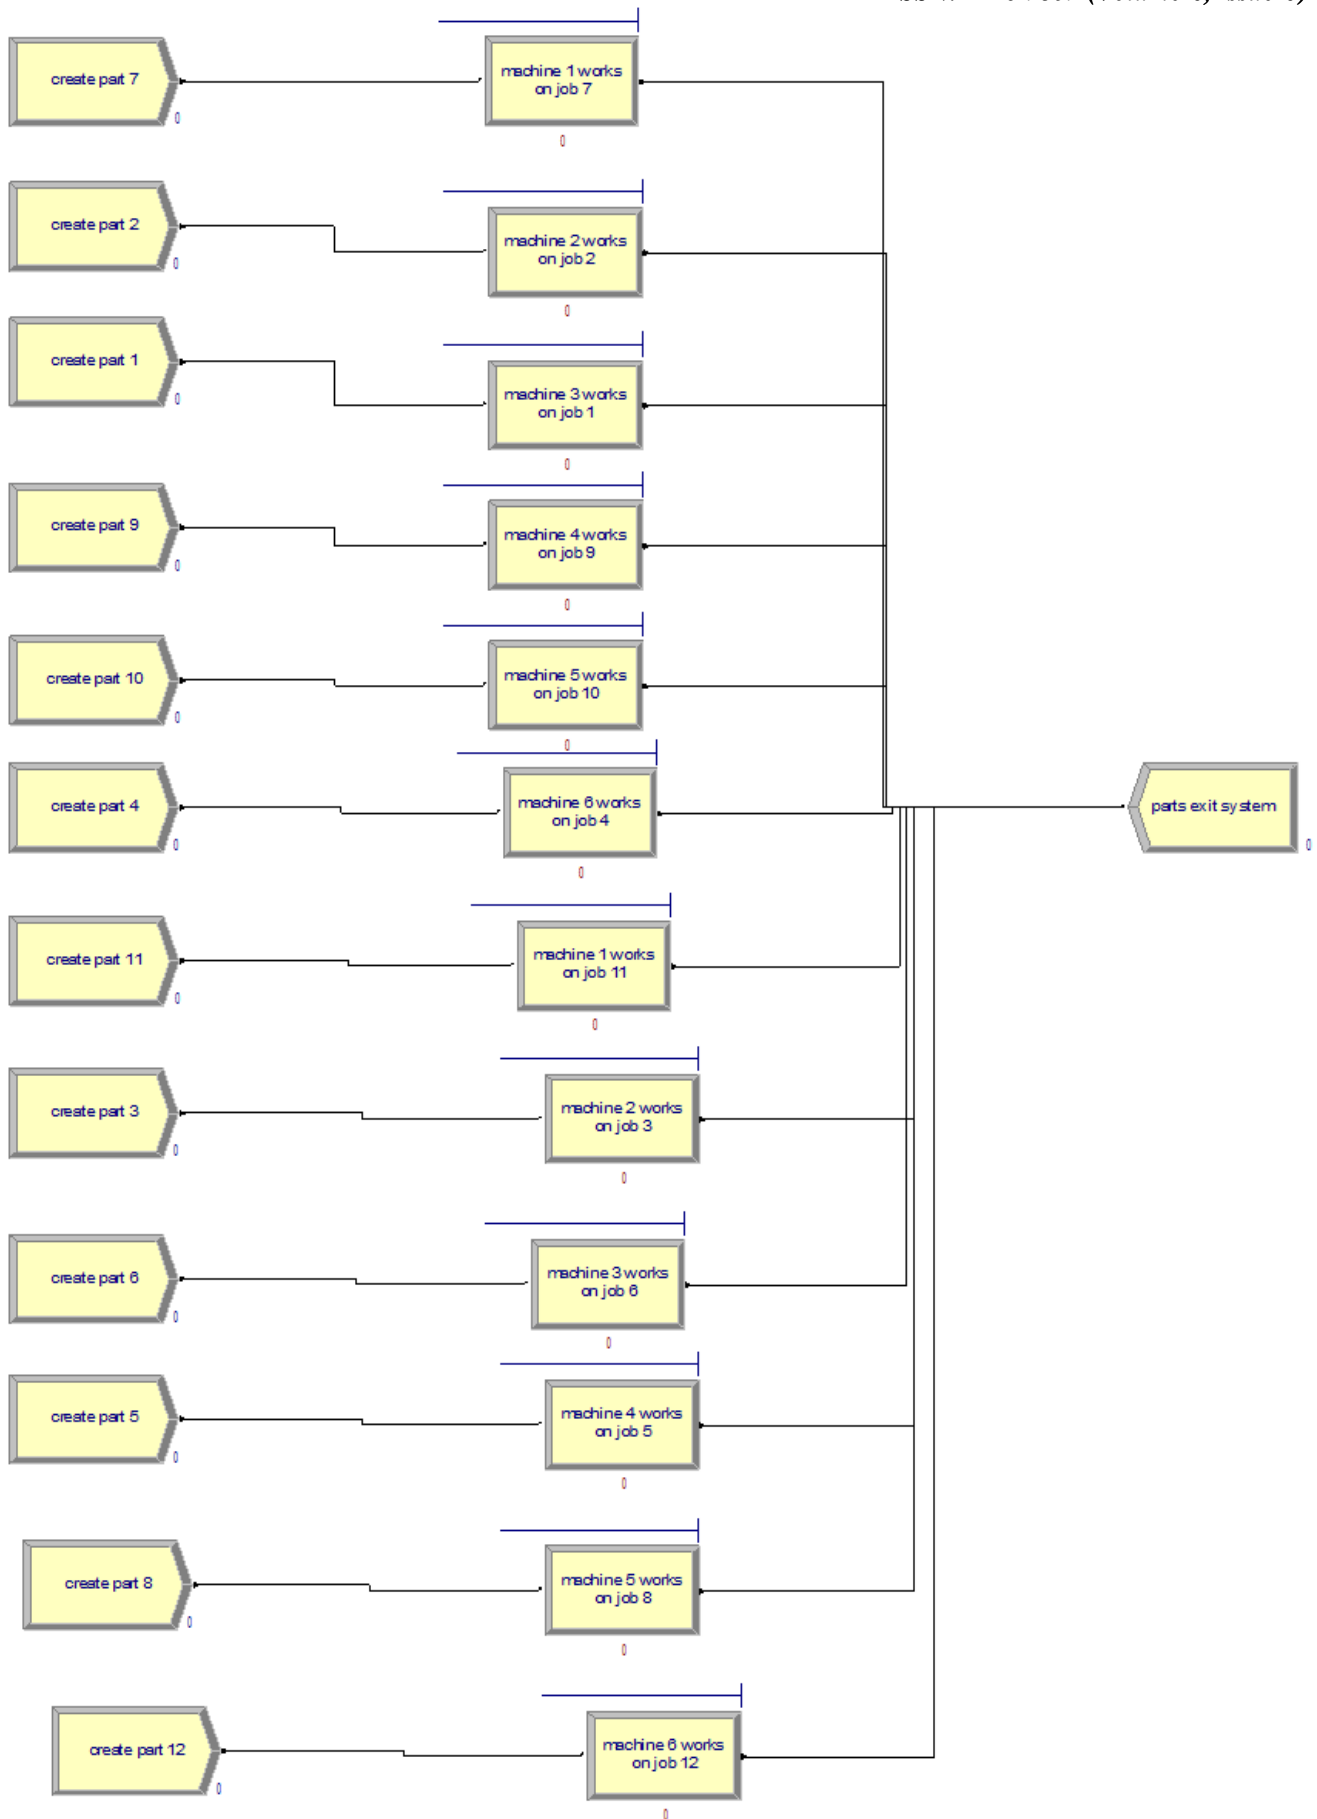 create part 7
machine 1 works
on job 7
0
0
create part 2
machine 2 works
on job 2
0
0
create part 1
machine 3 works
on job 1
0
0
create part 9
machine 4 works
on job 9
0
0
create part 10
machine 5 works
on job 10
0
0
create part 4
machine 6 works
on job 4
parts exit system
0
0
0
create part 11
machine 1 works
on job 11
0
0
create part 3
machine 2 works
on job 3
0
0
create part 6
machine 3 works
on job 6
0
0
create part 5
machine 4 works
on job 5
0
0
create part 8
machine 5 works
on job 8
0
0
create part 12
machine 6 works
on job 12
0
0